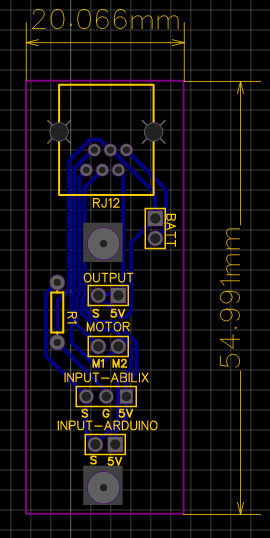 20.066mm
RJ12
BATT
54.991mm
OUTPUT
S 5V
R1
MOTOR
M1 M2
INPUT-ABILIX
S G 5V
INPUT-ARDUINO
S 5V